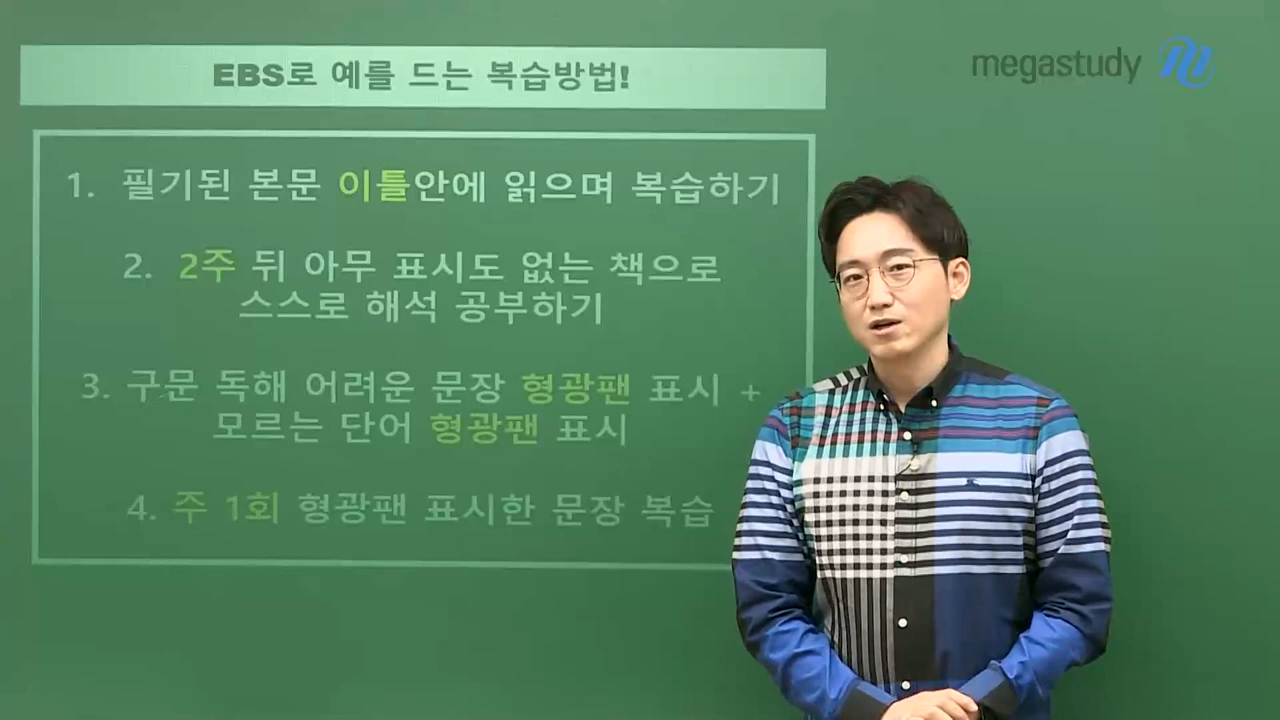 EBS로 예를 드는 복습방법!
megastudy
1. 필기된 본문 이틀안에 읽으며 복습하기
2. 2주 뒤 아무 표시도 없는 책으로
스스로 해석 공부하기
3. 구문 독해 어려운 문장 형광팬 표시 +
모르는 단어 형광팬 표시
4. 주 1회 형광팬 표시한 문장 복습